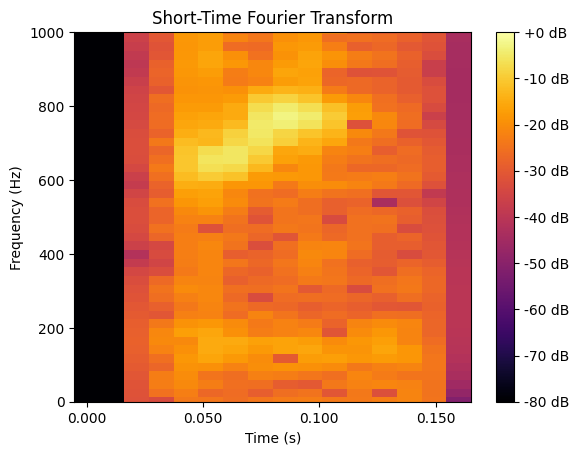 Short-Time Fourier Transform
1000
800
600
400
200
0
Frequency (Hz)
0.000
0.050
0.100
0.150
Time (s)
+0 dB
-10 dB
-20 dB
-30 dB
-40 dB
-50 dB
-60 dB
-70 dB
-80 dB